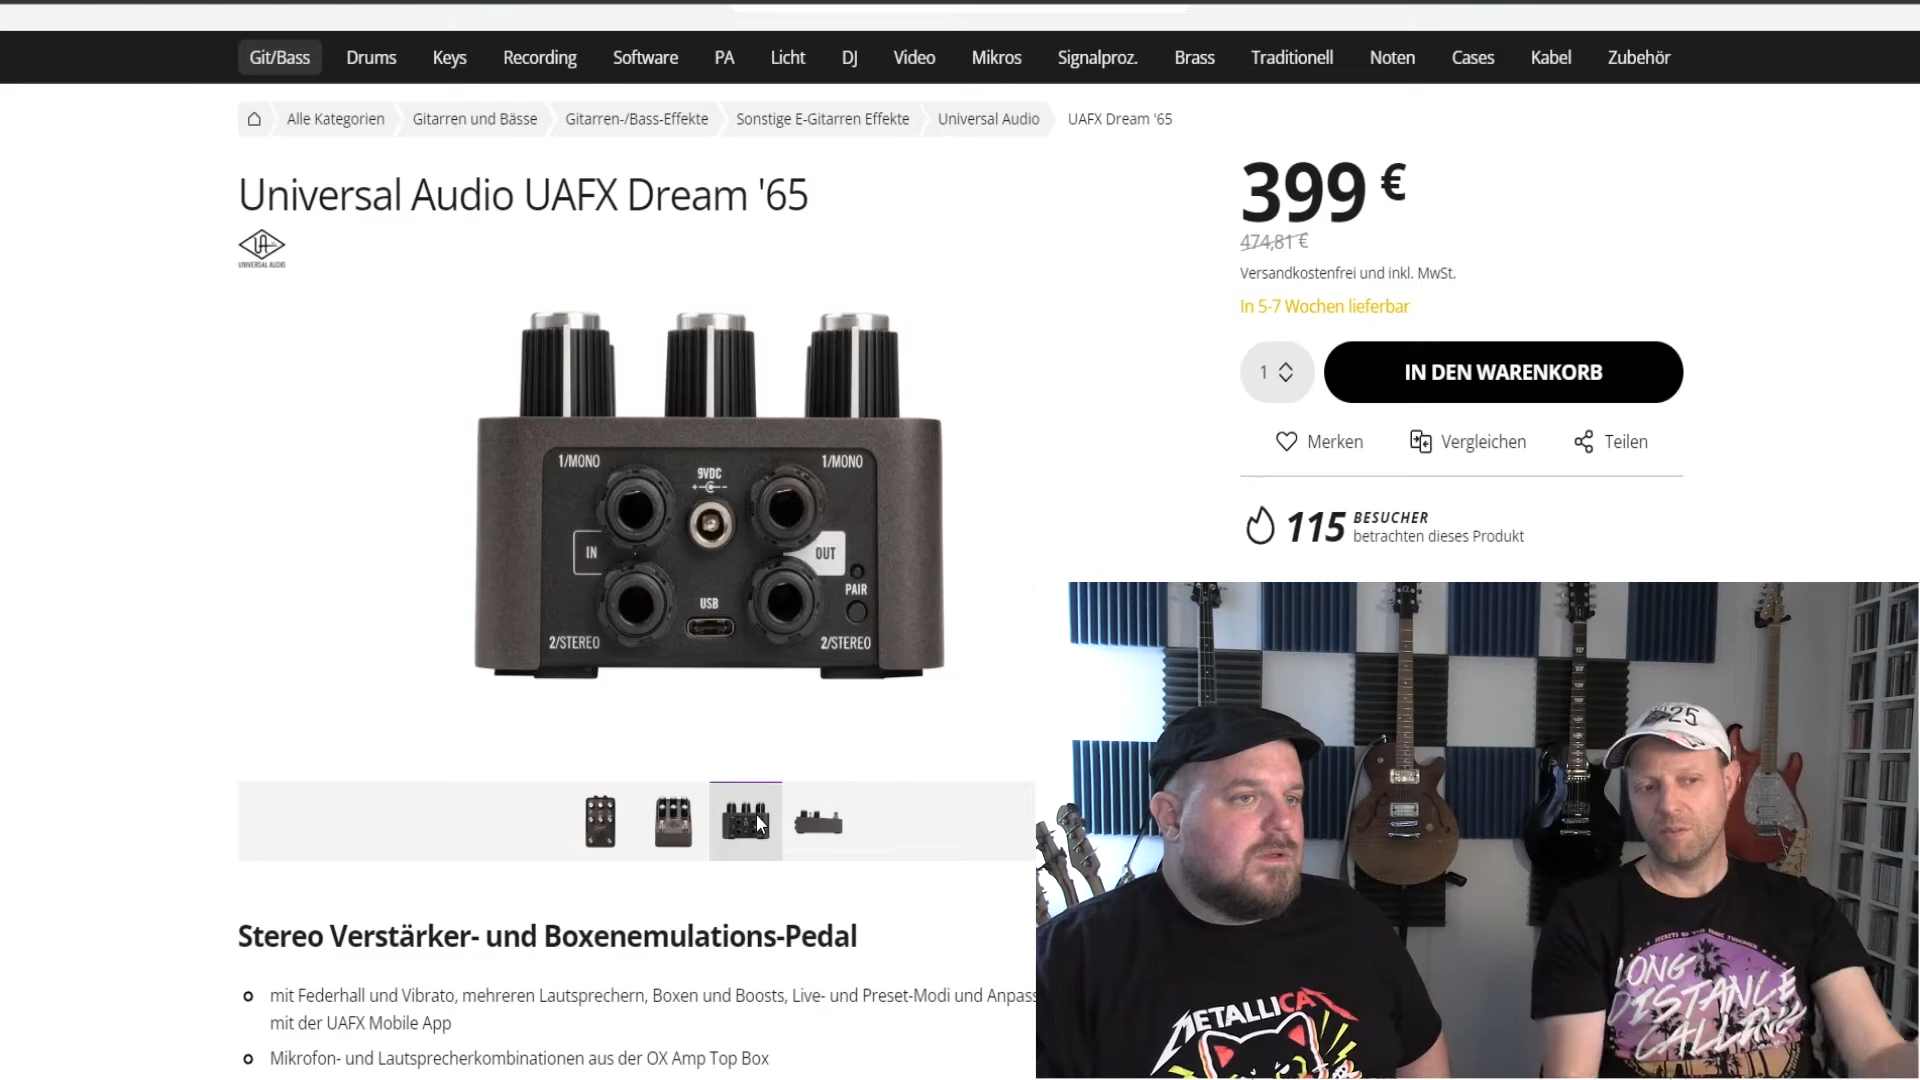 Git/Bass Drums Keys Recording Software PA Licht DJ Video Mikros Signalproz. Brass Traditionell Noten Cases Kabel Zubehör
Alle Kategorien Gitarren und Bässe Gitarren-/Bass-Effekte Sonstige E-Gitarren Effekte Universal Audio UAFX Dream '65
Universal Audio UAFX Dream '65
UA
UNIVERSAL AUDIO
399 €
474,81 €
Versandkostenfrei und inkl. MwSt.
In 5-7 Wochen lieferbar
1
IN DEN WARENKORB
Merken Vergleichen Teilen
115 BESUCHER
betrachten dieses Produkt
1/MONO 9VDC 1/MONO
IN OUT
PAIR
USB
2/STEREO 2/STEREO
Stereo Verstärker- und Boxenemulations-Pedal
mit Federhall und Vibrato, mehreren Lautsprechern, Boxen und Boosts, Live- und Preset-Modi und Anpass
mit der UAFX Mobile App
Mikrofon- und Lautsprecherkombinationen aus der OX Amp Top Box
METALLICA
25
LONG
DISTANCE
CALLING